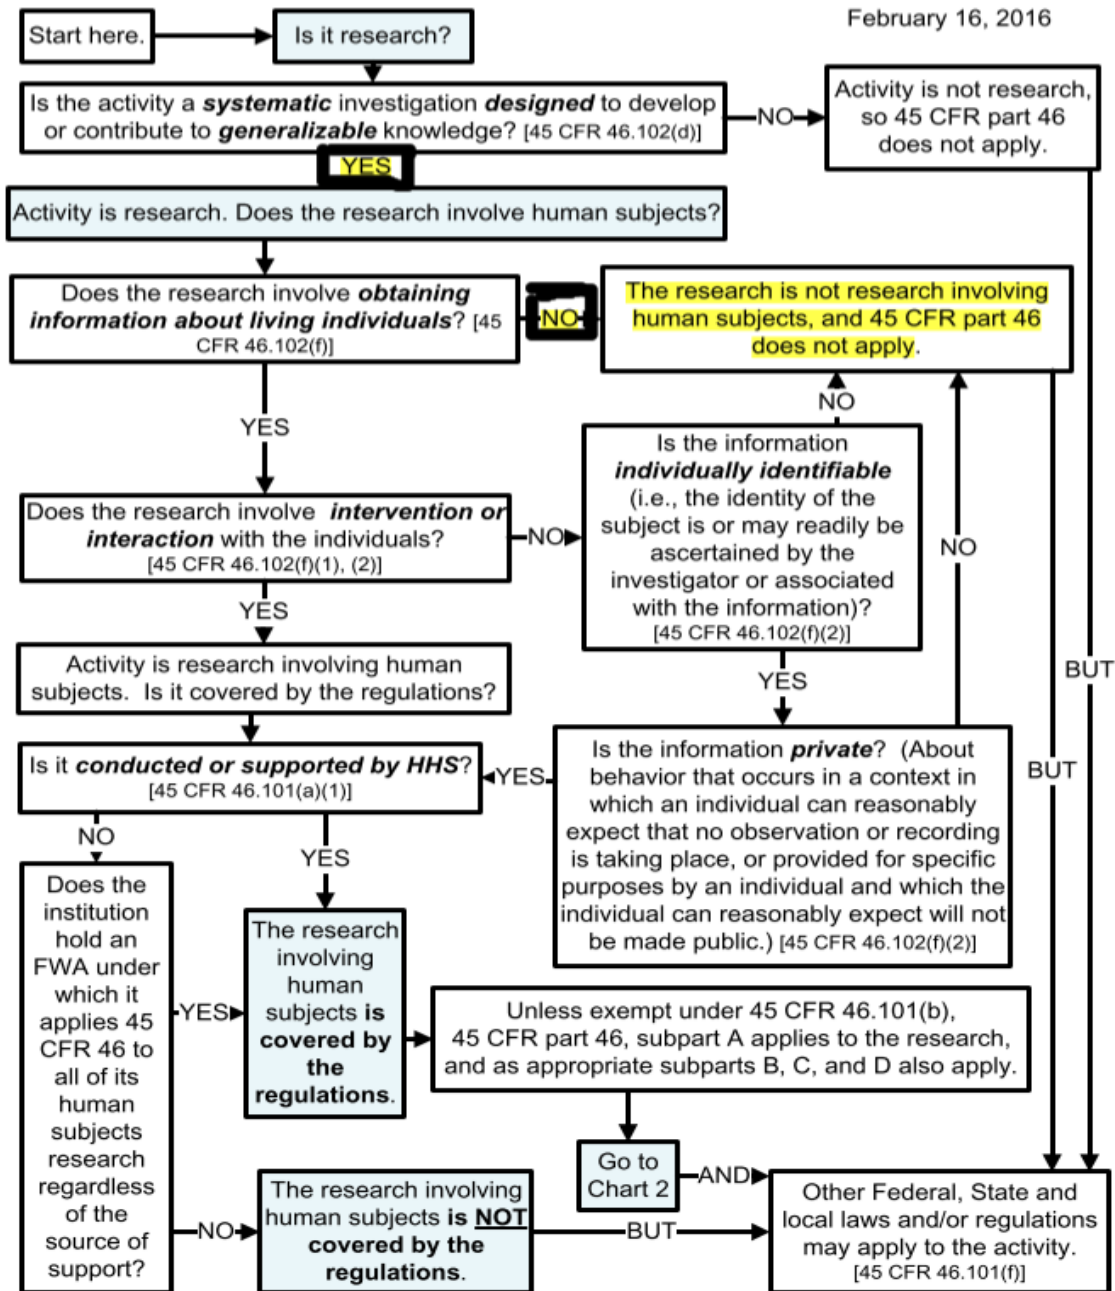 February 16, 2016
Start here.
Is it research?
Is the activity a systematic investigation designed to develop
or contribute to generalizable knowledge? [45 CFR 46.102(d)]
NO
Activity is not research,
so 45 CFR part 46
does not apply.
YES
Activity is research. Does the research involve human subjects?
Does the research involve obtaining
information about living individuals? [45
CFR 46.102(f)]
NO
The research is not research involving
human subjects, and 45 CFR part 46
does not apply.
YES
NO
Is the information
individually identifiable
(i.e., the identity of the
subject is or may readily be
ascertained by the
investigator or associated
with the information)?
[45 CFR 46.102(f)(2)]
NO
Does the research involve intervention or
interaction with the individuals?
[45 CFR 46.102(f)(1), (2)]
NO
YES
YES
BUT
Activity is research involving human
subjects. Is it covered by the regulations?
Is the information private? (About
behavior that occurs in a context in
which an individual can reasonably
expect that no observation or recording
is taking place, or provided for specific
purposes by an individual and which the
individual can reasonably expect will not
be made public.) [45 CFR 46.102(f)(2)]
BUT
YES
Is it conducted or supported by HHS?
[45 CFR 46.101(a)(1)]
NO
YES
Does the
institution
hold an
FWA under
which it
applies 45
CFR 46 to
all of its
human
subjects
research
regardless
of the
source of
support?
YES
The research
involving
human
subjects is
covered by
the
regulations.
Unless exempt under 45 CFR 46.101(b),
45 CFR part 46, subpart A applies to the research,
and as appropriate subparts B, C, and D also apply.
Go to
Chart 2
AND
NO
The research involving
human subjects is NOT
covered by the
regulations.
BUT
Other Federal, State and
local laws and/or regulations
may apply to the activity.
[45 CFR 46.101(f)]